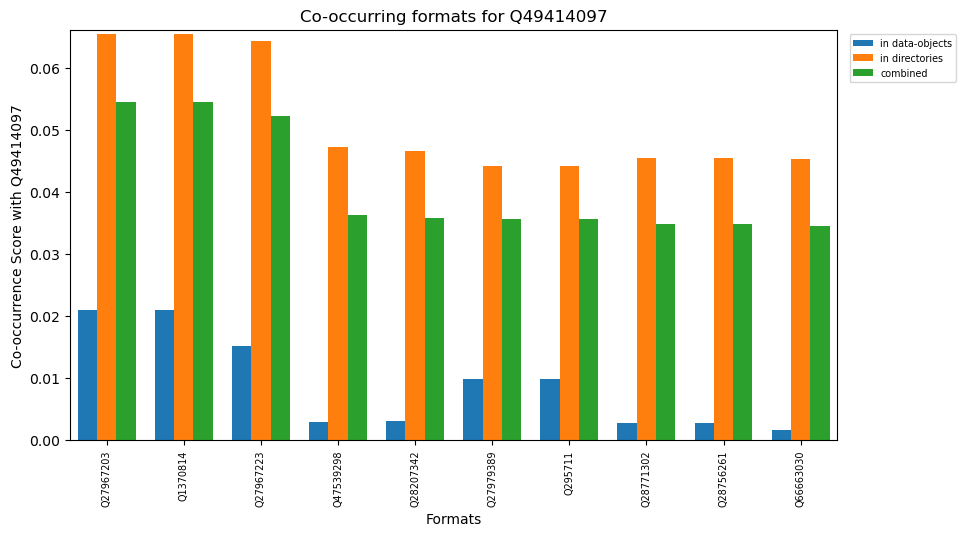 Co-occurring formats for Q49414097
in data-objects
in directories
combined
Co-occurrence Score with Q49414097
0.06
0.05
0.04
0.03
0.02
0.01
0.00
Q27967203
Q1370814
Q27967223
Q47539298
Q28207342
Q27979389
Q295711
Q28771302
Q28756261
Q66663030
Formats